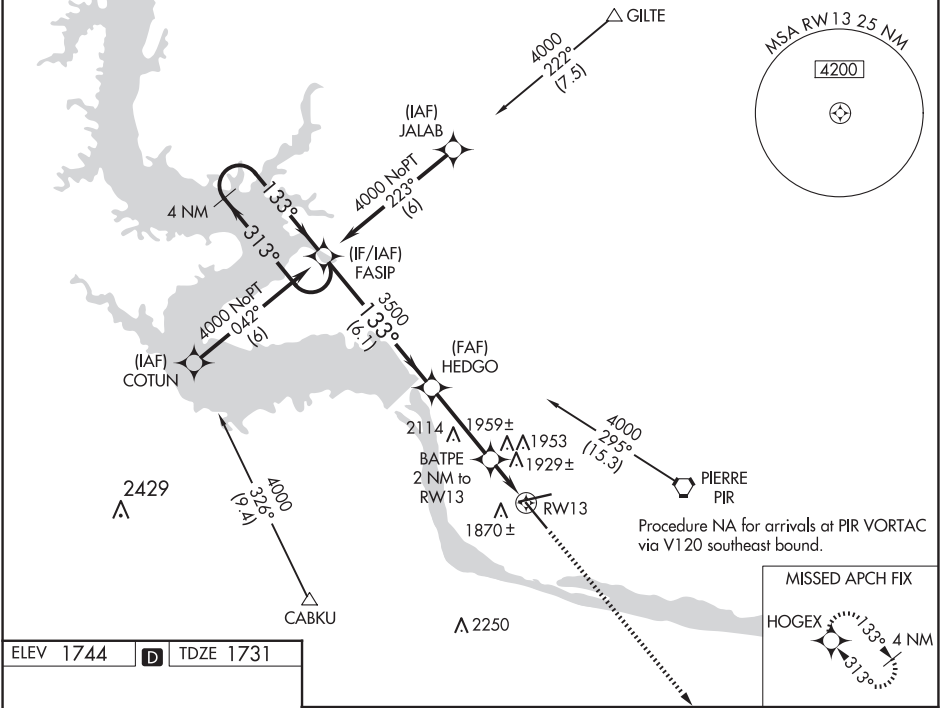 GILTE
4000
222°
(7.5)
MSA RW13 25 NM
4200
(IAF)
JALAB
4000 NoPT
223°
(6)
4 NM
133°
313°
(IF/IAF)
FASIP
4000 NoPT
042°
(6)
3500
133°
(6.1)
(IAF)
COTUN
(FAF)
HEDGO
2114
1959±
1953
1929±
BATPE
2 NM to
RW13
RW13
1870±
4000
295°
(15.3)
PIERRE
PIR
Procedure NA for arrivals at PIR VORTAC
via V120 southeast bound.
2429
4000
326°
(9.4)
CABKU
2250
MISSED APCH FIX
HOGEX
133°
4 NM
313°
ELEV 1744 D TDZE 1731